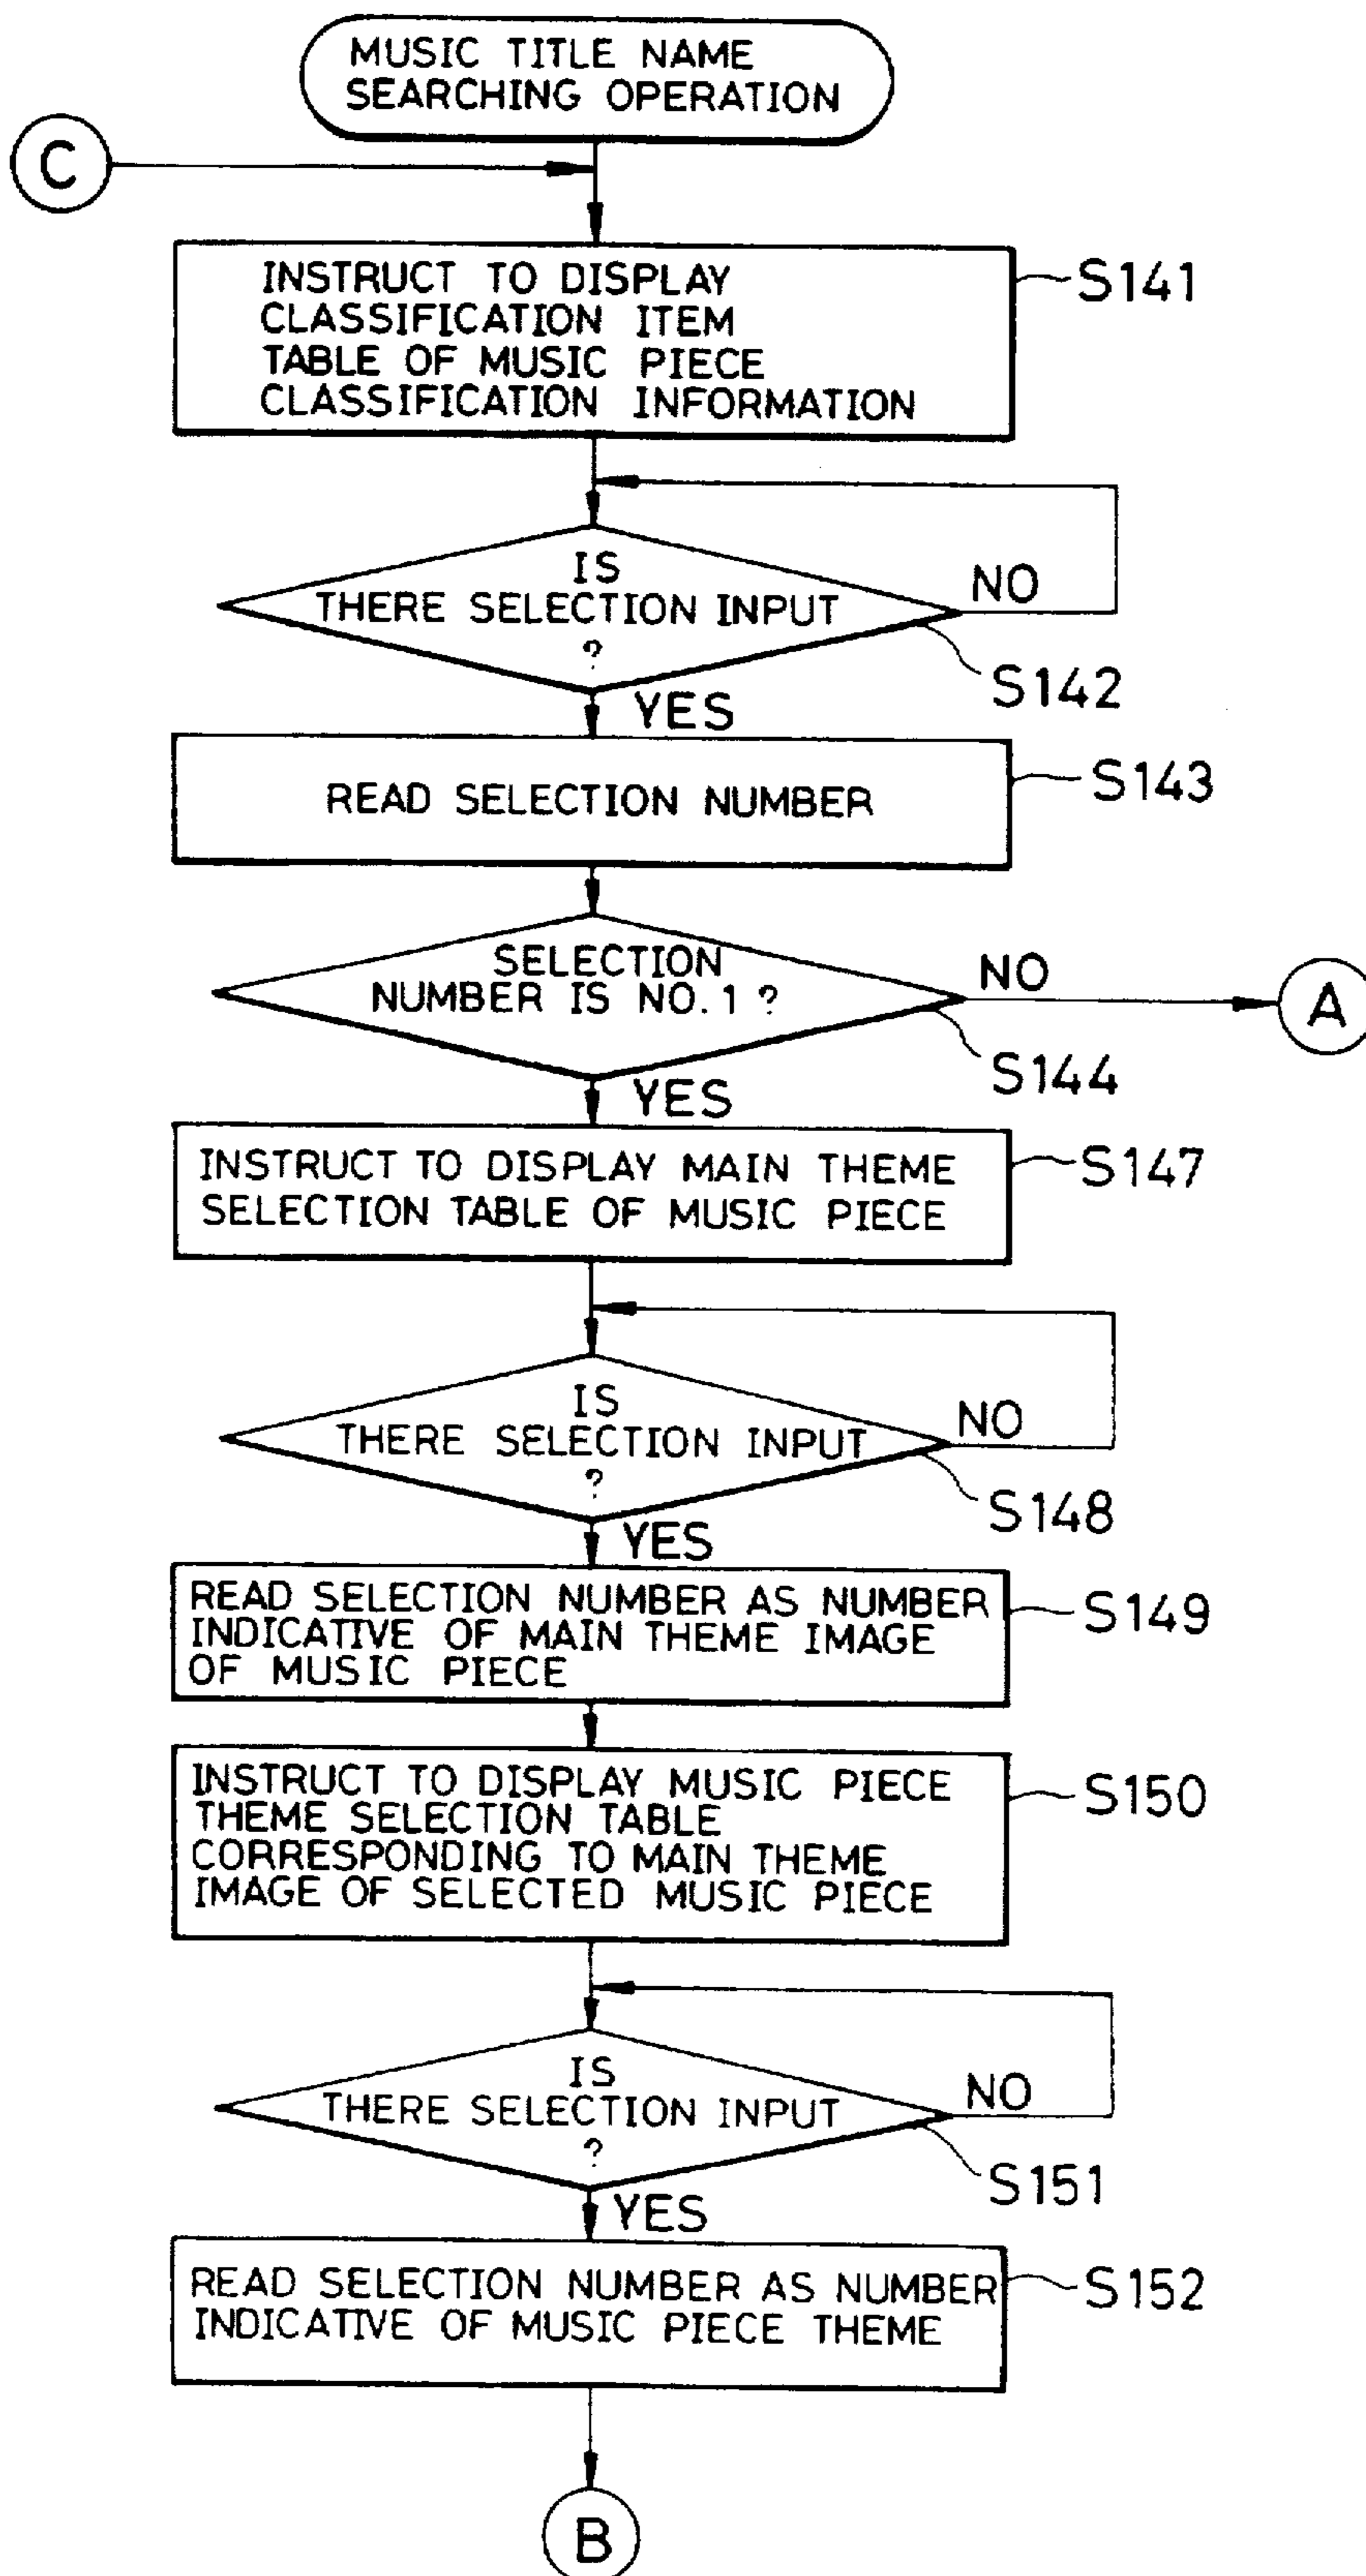 MUSIC TITLE NAME
SEARCHING OPERATION
C
INSTRUCT TO DISPLAY
CLASSIFICATION ITEM
TABLE OF MUSIC PIECE
CLASSIFICATION INFORMATION
S141
IS
THERE SELECTION INPUT
?
NO
S142
YES
READ SELECTION NUMBER
S143
SELECTION
NUMBER IS NO.1 ?
NO
A
S144
YES
INSTRUCT TO DISPLAY MAIN THEME
SELECTION TABLE OF MUSIC PIECE
S147
IS
THERE SELECTION INPUT
?
NO
S148
YES
READ SELECTION NUMBER AS NUMBER
INDICATIVE OF MAIN THEME IMAGE
OF MUSIC PIECE
S149
INSTRUCT TO DISPLAY MUSIC PIECE
THEME SELECTION TABLE
CORRESPONDING TO MAIN THEME
IMAGE OF SELECTED MUSIC PIECE
S150
IS
THERE SELECTION INPUT
?
NO
S151
YES
READ SELECTION NUMBER AS NUMBER
INDICATIVE OF MUSIC PIECE THEME
S152
B